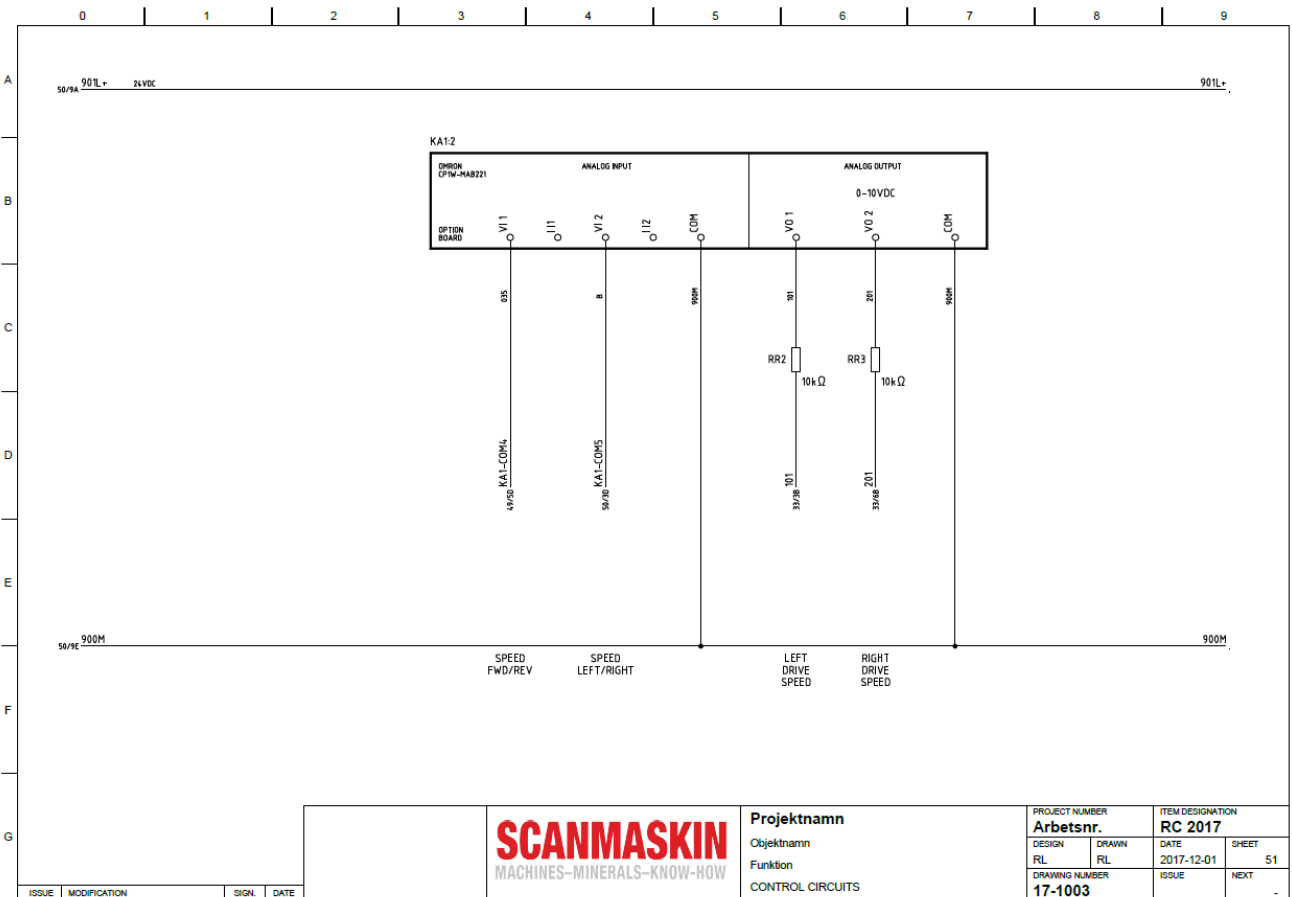 0 1 2 3 4 5 6 7 8 9
A
50/9A 901L+ 24VDC 901L+
KA1:2
OMRON ANALOG INPUT ANALOG OUTPUT
CP1W-MAB221
B
0-10VDC
OPTION
BOARD
VI 1 II1 VI 2 II2 COM VO 1 VO 2 COM
035 B 900M 101 201 900M
C
RR2 RR3
10kΩ 10kΩ
D
KA1-COM4 KA1-COM5 101 201
49/5D 50/3D 33/3B 33/6B
E
50/9E 900M 900M
SPEED SPEED LEFT RIGHT
FWD/REV LEFT/RIGHT DRIVE DRIVE
SPEED SPEED
F
G
SCANMASKIN
MACHINES–MINERALS–KNOW-HOW
Projektnamn
Objektnamn
Funktion
CONTROL CIRCUITS
PROJECT NUMBER ITEM DESIGNATION
Arbetsnr. RC 2017
DESIGN DRAWN DATE SHEET
RL RL 2017-12-01 51
DRAWING NUMBER ISSUE NEXT
17-1003 -
ISSUE MODIFICATION SIGN. DATE